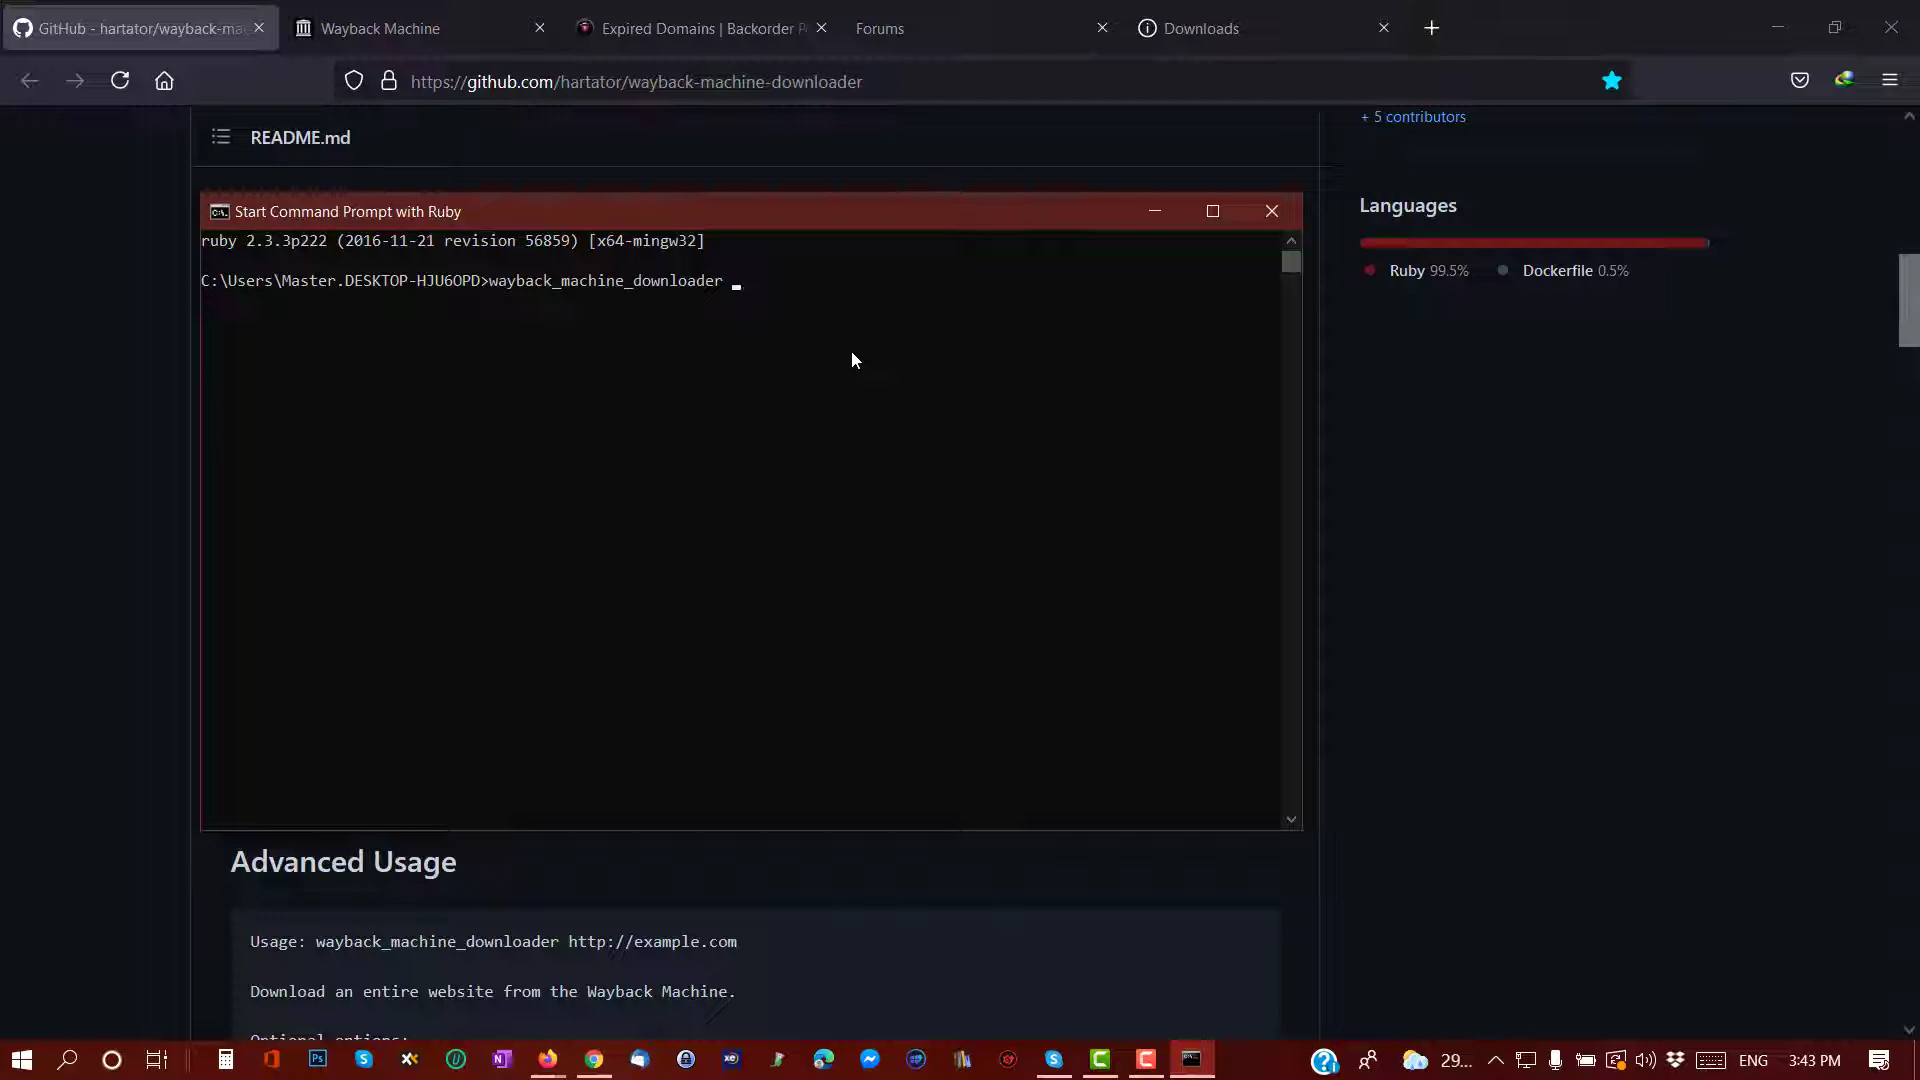 GitHub - hartator/wayback-ma
Wayback Machine
Expired Domains | Backorder
Forums
Downloads
https://github.com/hartator/wayback-machine-downloader
README.md
+ 5 contributors
Languages
Ruby 99.5%
Dockerfile 0.5%
Start Command Prompt with Ruby
ruby 2.3.3p222 (2016-11-21 revision 56859) [x64-mingw32]
C:\Users\Master.DESKTOP-HJU6OPD>wayback_machine_downloader
Advanced Usage
Usage: wayback_machine_downloader http://example.com
Download an entire website from the Wayback Machine.
Optional options:
29...
ENG
3:43 PM